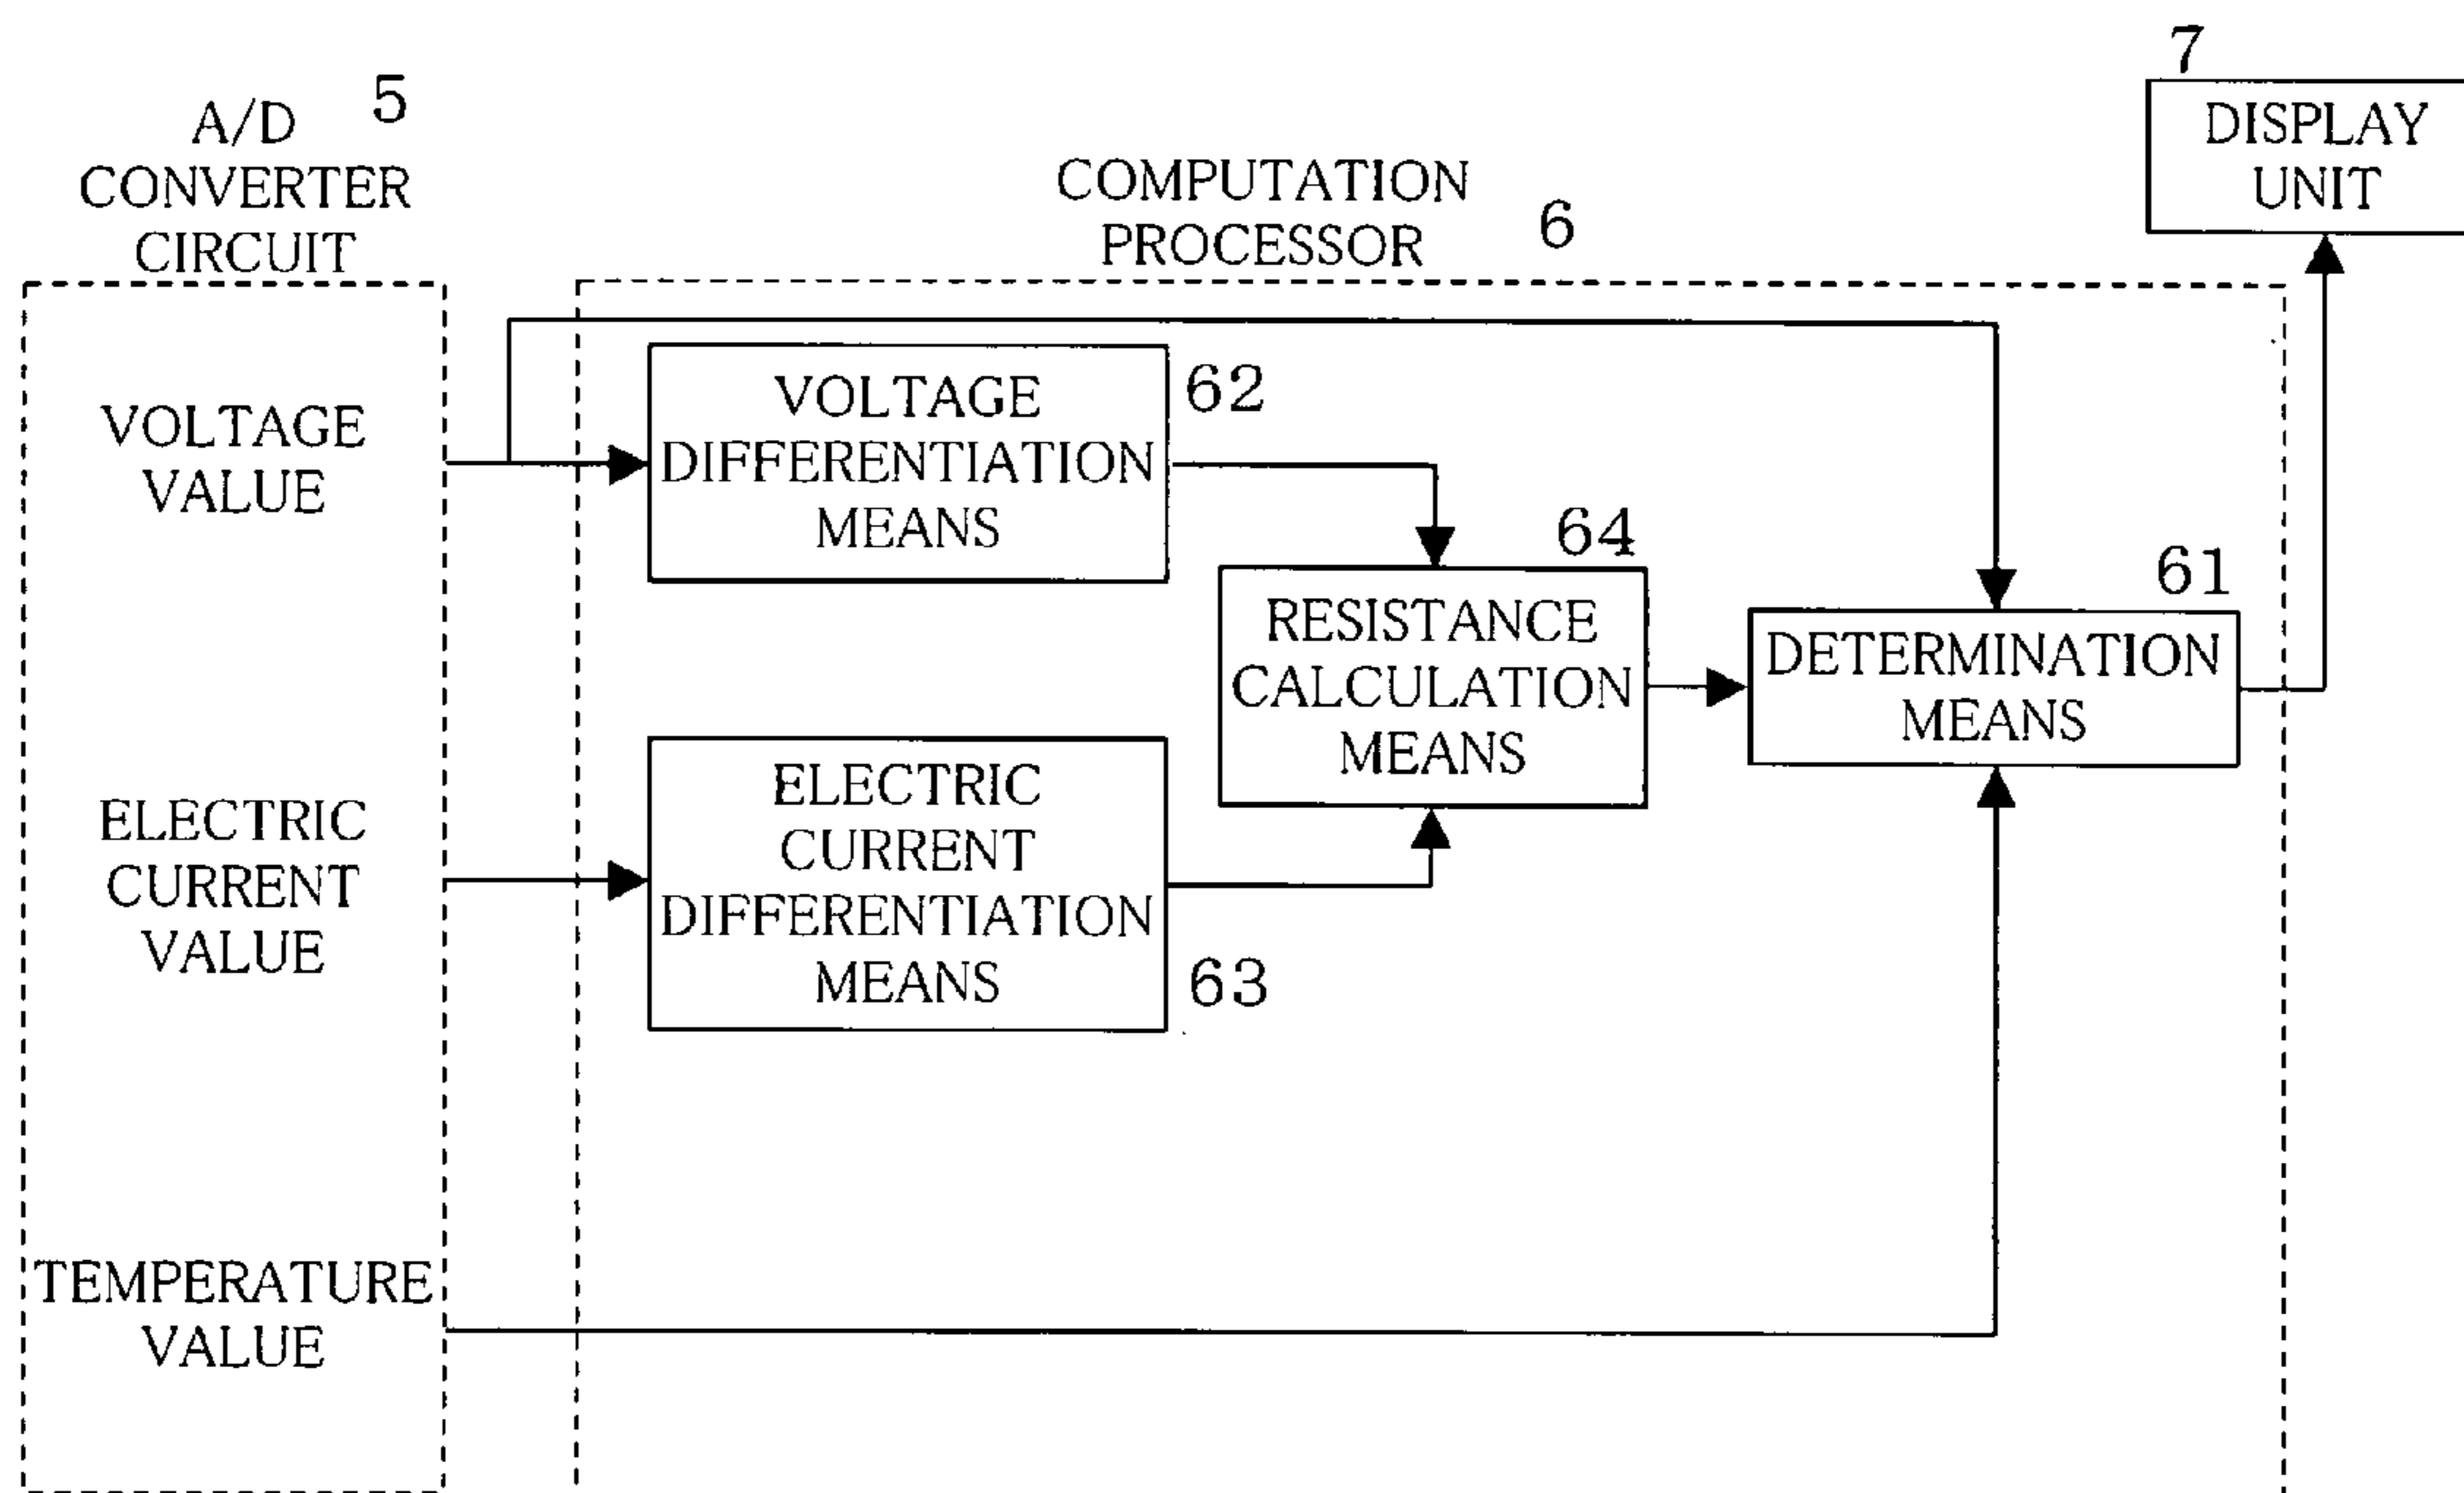 A/D
CONVERTER
CIRCUIT
5
COMPUTATION
PROCESSOR
6
7
DISPLAY
UNIT
VOLTAGE
VALUE
ELECTRIC
CURRENT
VALUE
TEMPERATURE
VALUE
VOLTAGE
DIFFERENTIATION
MEANS
62
ELECTRIC
CURRENT
DIFFERENTIATION
MEANS
63
64
RESISTANCE
CALCULATION
MEANS
61
DETERMINATION
MEANS